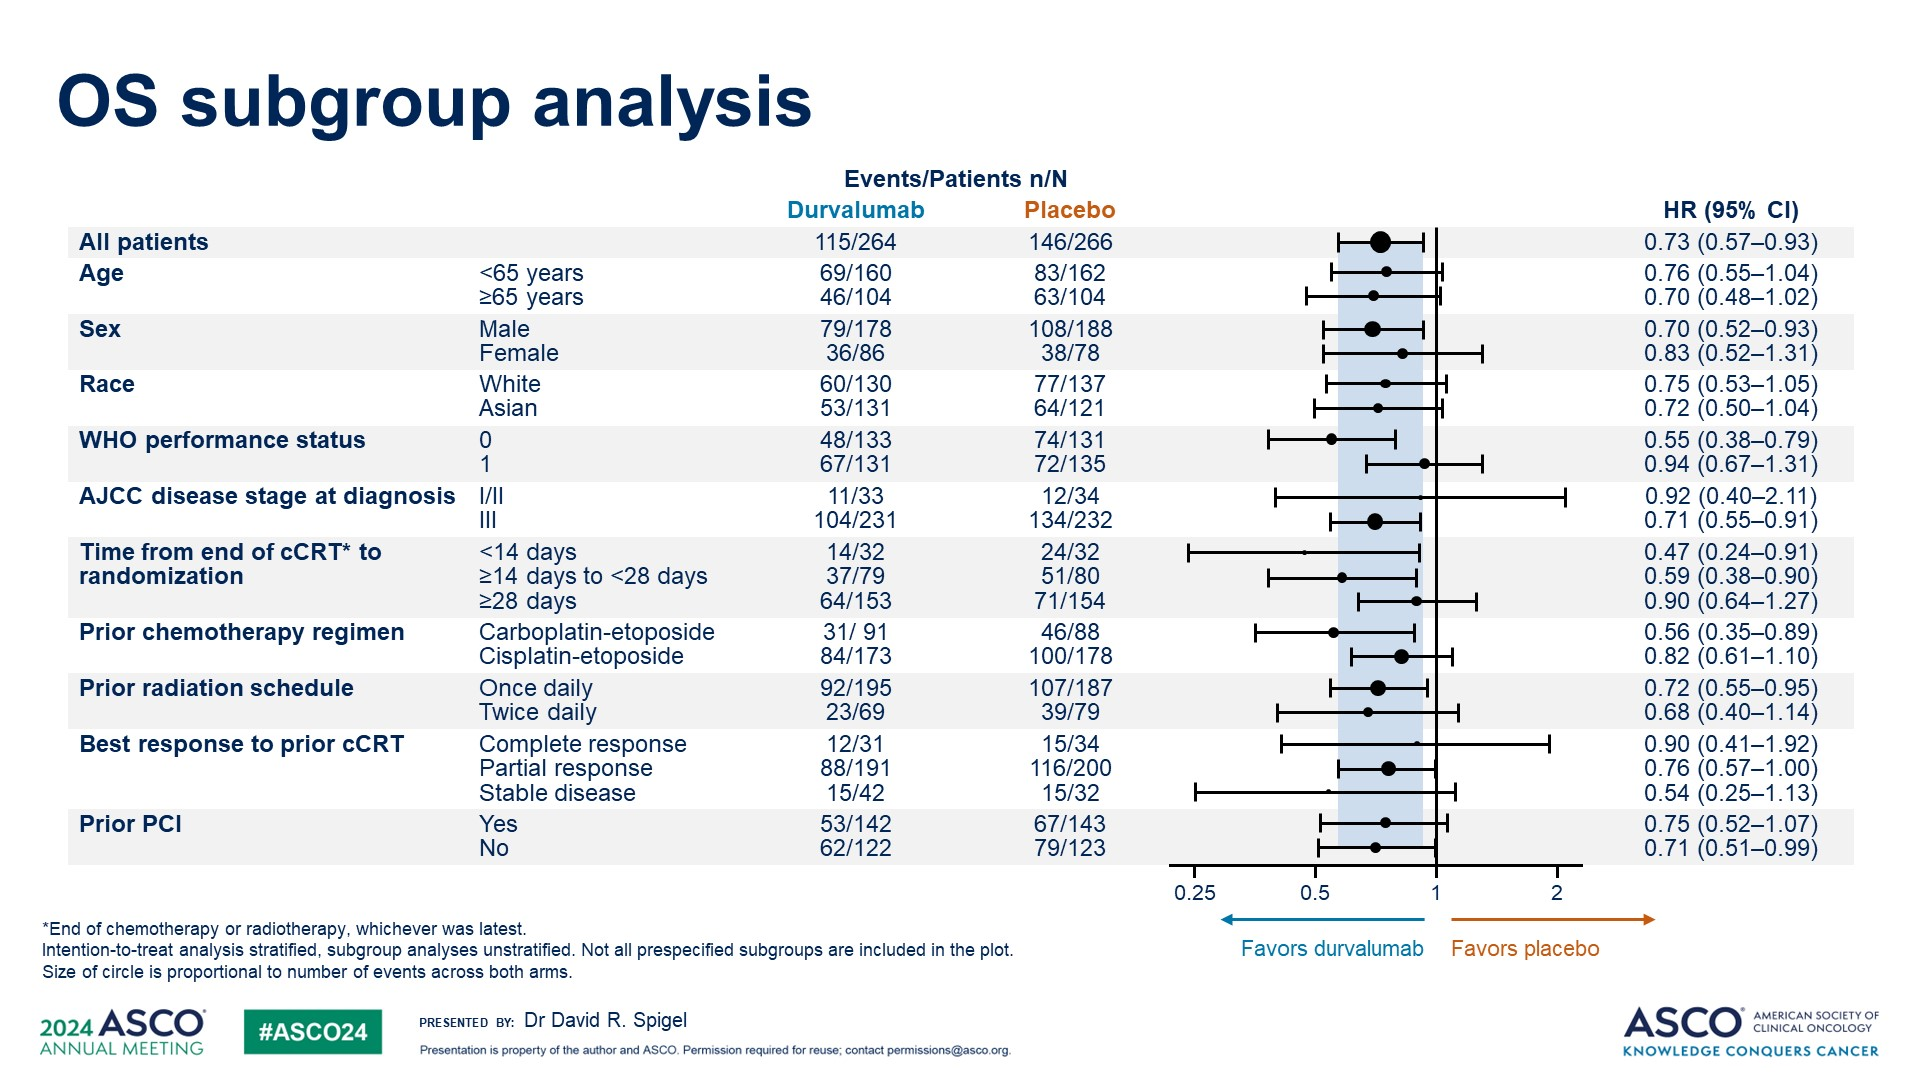 OS subgroup analysis
Events/Patients n/N
Durvalumab Placebo HR (95% CI)
All patients 115/264 146/266 0.73 (0.57–0.93)
Age <65 years 69/160 83/162 0.76 (0.55–1.04)
≥65 years 46/104 63/104 0.70 (0.48–1.02)
Sex Male 79/178 108/188 0.70 (0.52–0.93)
Female 36/86 38/78 0.83 (0.52–1.31)
Race White 60/130 77/137 0.75 (0.53–1.05)
Asian 53/131 64/121 0.72 (0.50–1.04)
WHO performance status 0 48/133 74/131 0.55 (0.38–0.79)
1 67/131 72/135 0.94 (0.67–1.31)
AJCC disease stage at diagnosis I/II 11/33 12/34 0.92 (0.40–2.11)
III 104/231 134/232 0.71 (0.55–0.91)
Time from end of cCRT* to <14 days 14/32 24/32 0.47 (0.24–0.91)
randomization ≥14 days to <28 days 37/79 51/80 0.59 (0.38–0.90)
≥28 days 64/153 71/154 0.90 (0.64–1.27)
Prior chemotherapy regimen Carboplatin-etoposide 31/ 91 46/88 0.56 (0.35–0.89)
Cisplatin-etoposide 84/173 100/178 0.82 (0.61–1.10)
Prior radiation schedule Once daily 92/195 107/187 0.72 (0.55–0.95)
Twice daily 23/69 39/79 0.68 (0.40–1.14)
Best response to prior cCRT Complete response 12/31 15/34 0.90 (0.41–1.92)
Partial response 88/191 116/200 0.76 (0.57–1.00)
Stable disease 15/42 15/32 0.54 (0.25–1.13)
Prior PCI Yes 53/142 67/143 0.75 (0.52–1.07)
No 62/122 79/123 0.71 (0.51–0.99)
0.25 0.5 1 2
Favors durvalumab Favors placebo
*End of chemotherapy or radiotherapy, whichever was latest.
Intention-to-treat analysis stratified, subgroup analyses unstratified. Not all prespecified subgroups are included in the plot.
Size of circle is proportional to number of events across both arms.
2024 ASCO
ANNUAL MEETING
#ASCO24
PRESENTED BY: Dr David R. Spigel
Presentation is property of the author and ASCO. Permission required for reuse; contact permissions@asco.org.
ASCO AMERICAN SOCIETY OF
CLINICAL ONCOLOGY
KNOWLEDGE CONQUERS CANCER